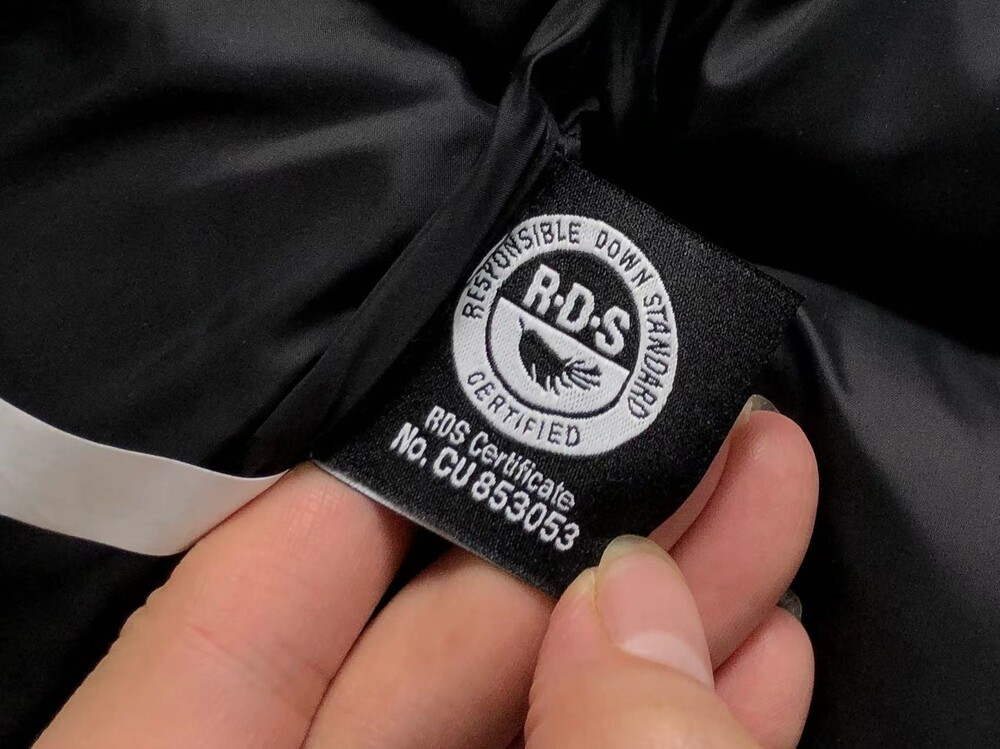 RESPONSIBLE DOWN STANDARD
R·D·S
CERTIFIED
RDS Certificate
No. CU 853053